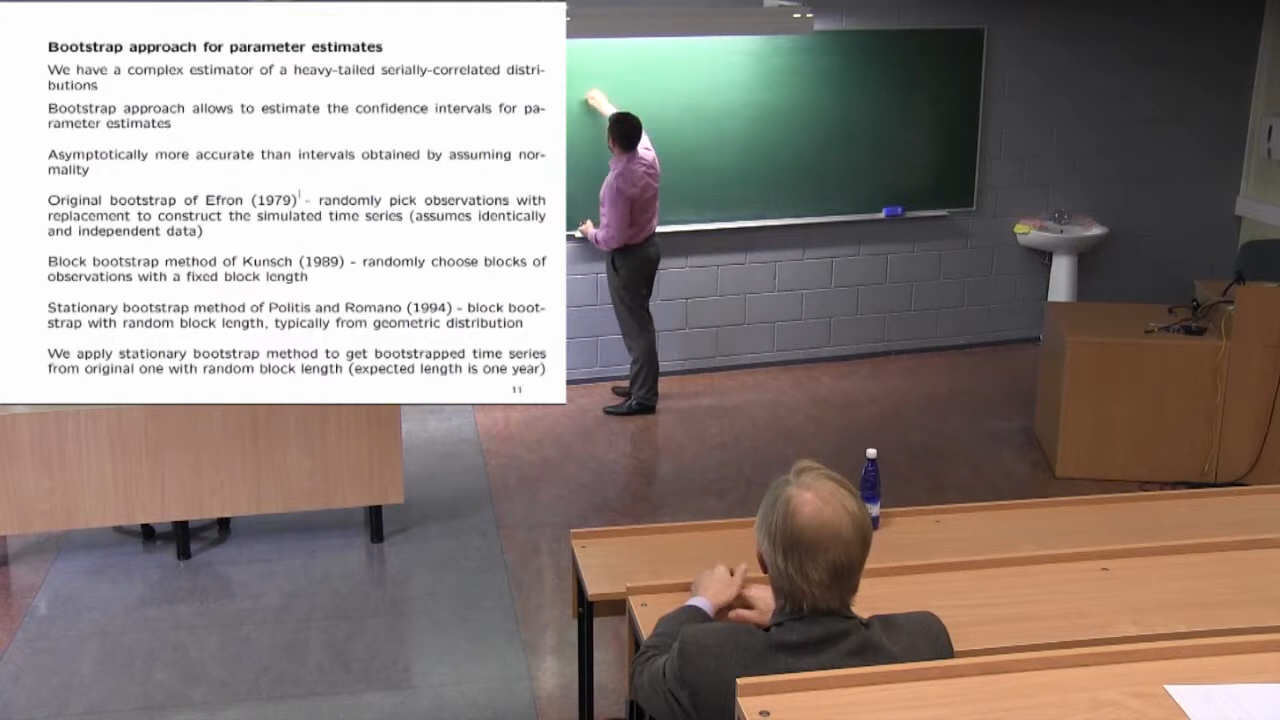 Bootstrap approach for parameter estimates
We have a complex estimator of a heavy-tailed serially-correlated distri-
butions
Bootstrap approach allows to estimate the confidence intervals for pa-
rameter estimates
Asymptotically more accurate than intervals obtained by assuming nor-
mality
Original bootstrap of Efron (1979) - randomly pick observations with
replacement to construct the simulated time series (assumes identically
and independent data)
Block bootstrap method of Kunsch (1989) - randomly choose blocks of
observations with a fixed block length
Stationary bootstrap method of Politis and Romano (1994) - block boot-
strap with random block length, typically from geometric distribution
We apply stationary bootstrap method to get bootstrapped time series
from original one with random block length (expected length is one year)
11